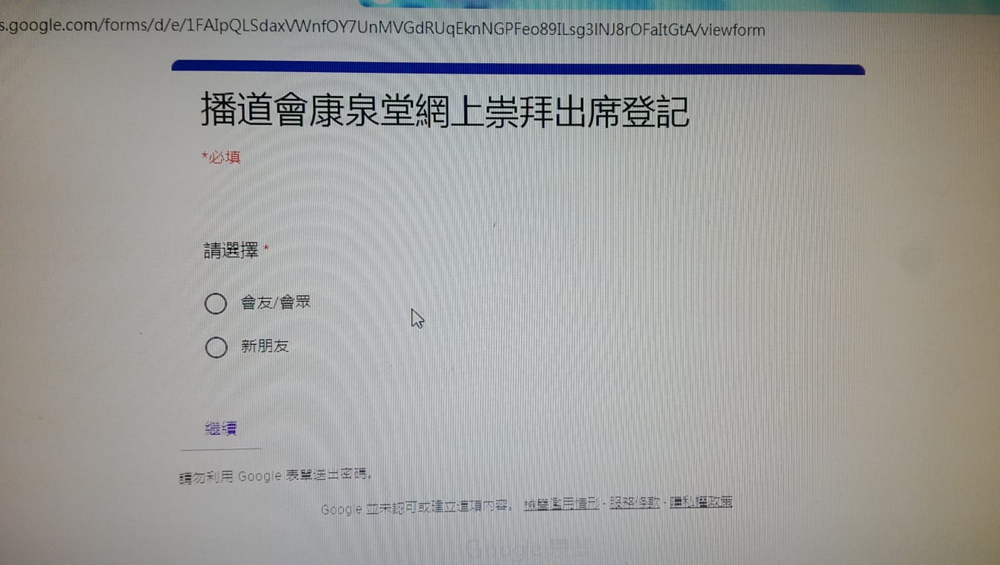 s.google.com/forms/d/e/1FAIpQLSdaxVWnfOY7UnMVGdRUqEknNGPFeo89ILsg3INJ8rOFaItGtA/viewform
播道會康泉堂網上崇拜出席登記
*必填
請選擇 *
會友/會眾
新朋友
繼續
請勿利用 Google 表單送出密碼。
Google 並未認可或建立這項內容。 檢舉濫用情形 - 服務條款 - 隱私權政策
Google 表單